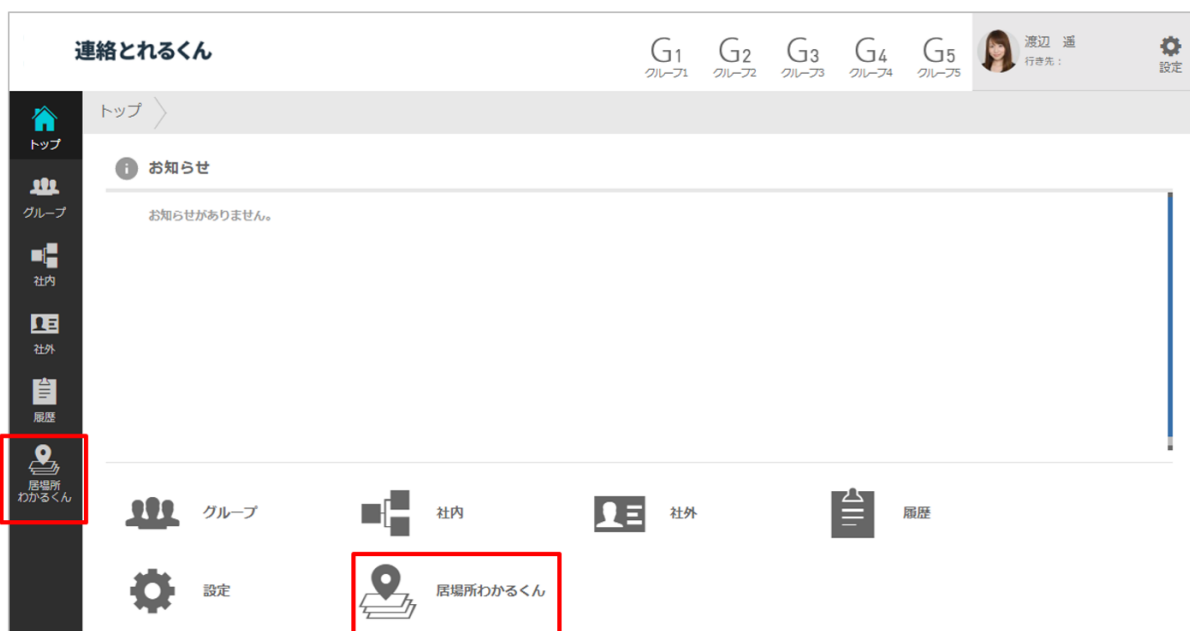 連絡とれるくん
G1
グループ1
G2
グループ2
G3
グループ3
G4
グループ4
G5
グループ5
渡辺 遥
行き先:
設定
トップ
グループ
社内
社外
履歴
居場所
わかるくん
トップ
お知らせ
お知らせがありません。
グループ
社内
社外
履歴
設定
居場所わかるくん